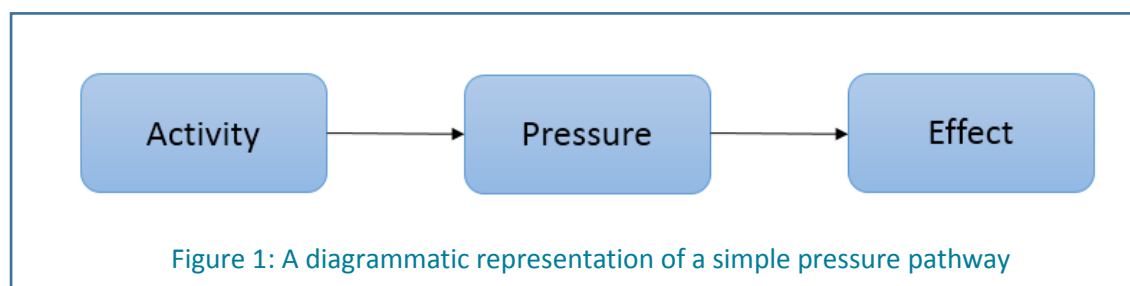 Activity
Pressure
Effect
Figure 1: A diagrammatic representation of a simple pressure pathway